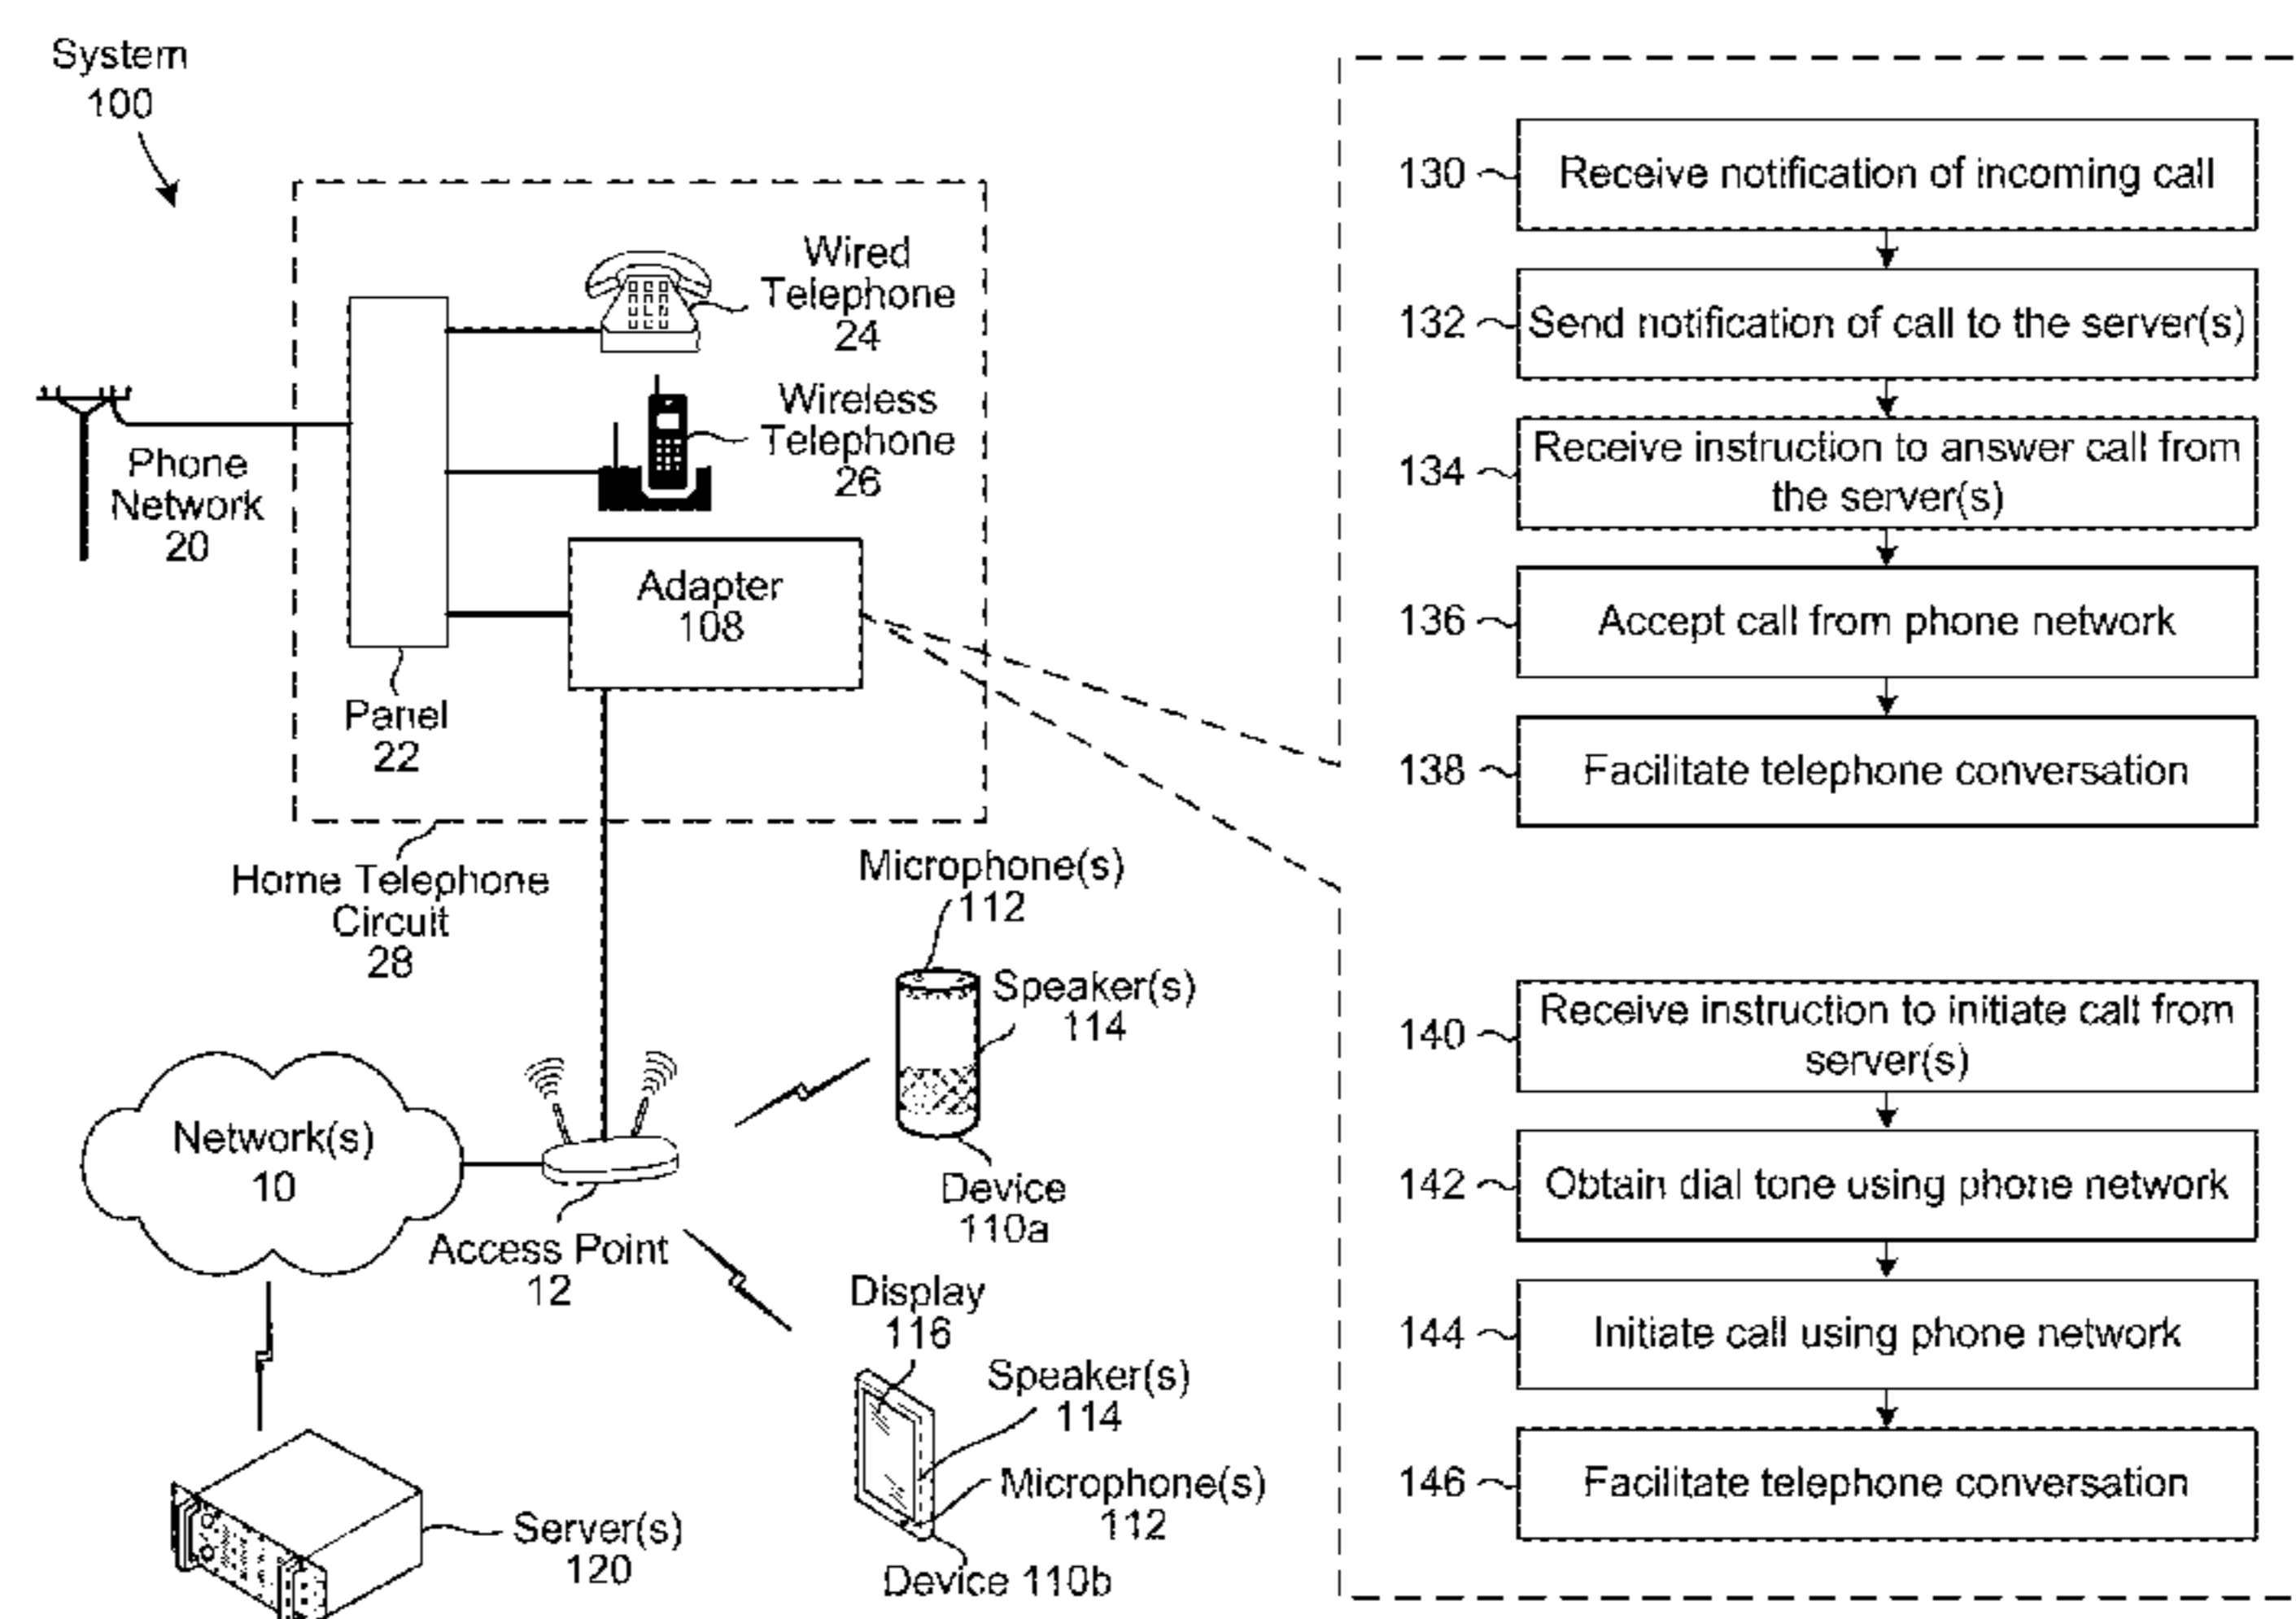 System
100
Wired
Telephone
24
Wireless
Telephone
26
Phone
Network
20
Adapter
108
Panel
22
Home Telephone
Circuit
28
Microphone(s)
112
Speaker(s)
114
Device
110a
Network(s)
10
Access Point
12
Display
116
Speaker(s)
114
Microphone(s)
112
Device 110b
Server(s)
120
130
Receive notification of incoming call
132
Send notification of call to the server(s)
134
Receive instruction to answer call from
the server(s)
136
Accept call from phone network
138
Facilitate telephone conversation
140
Receive instruction to initiate call from
server(s)
142
Obtain dial tone using phone network
144
Initiate call using phone network
146
Facilitate telephone conversation